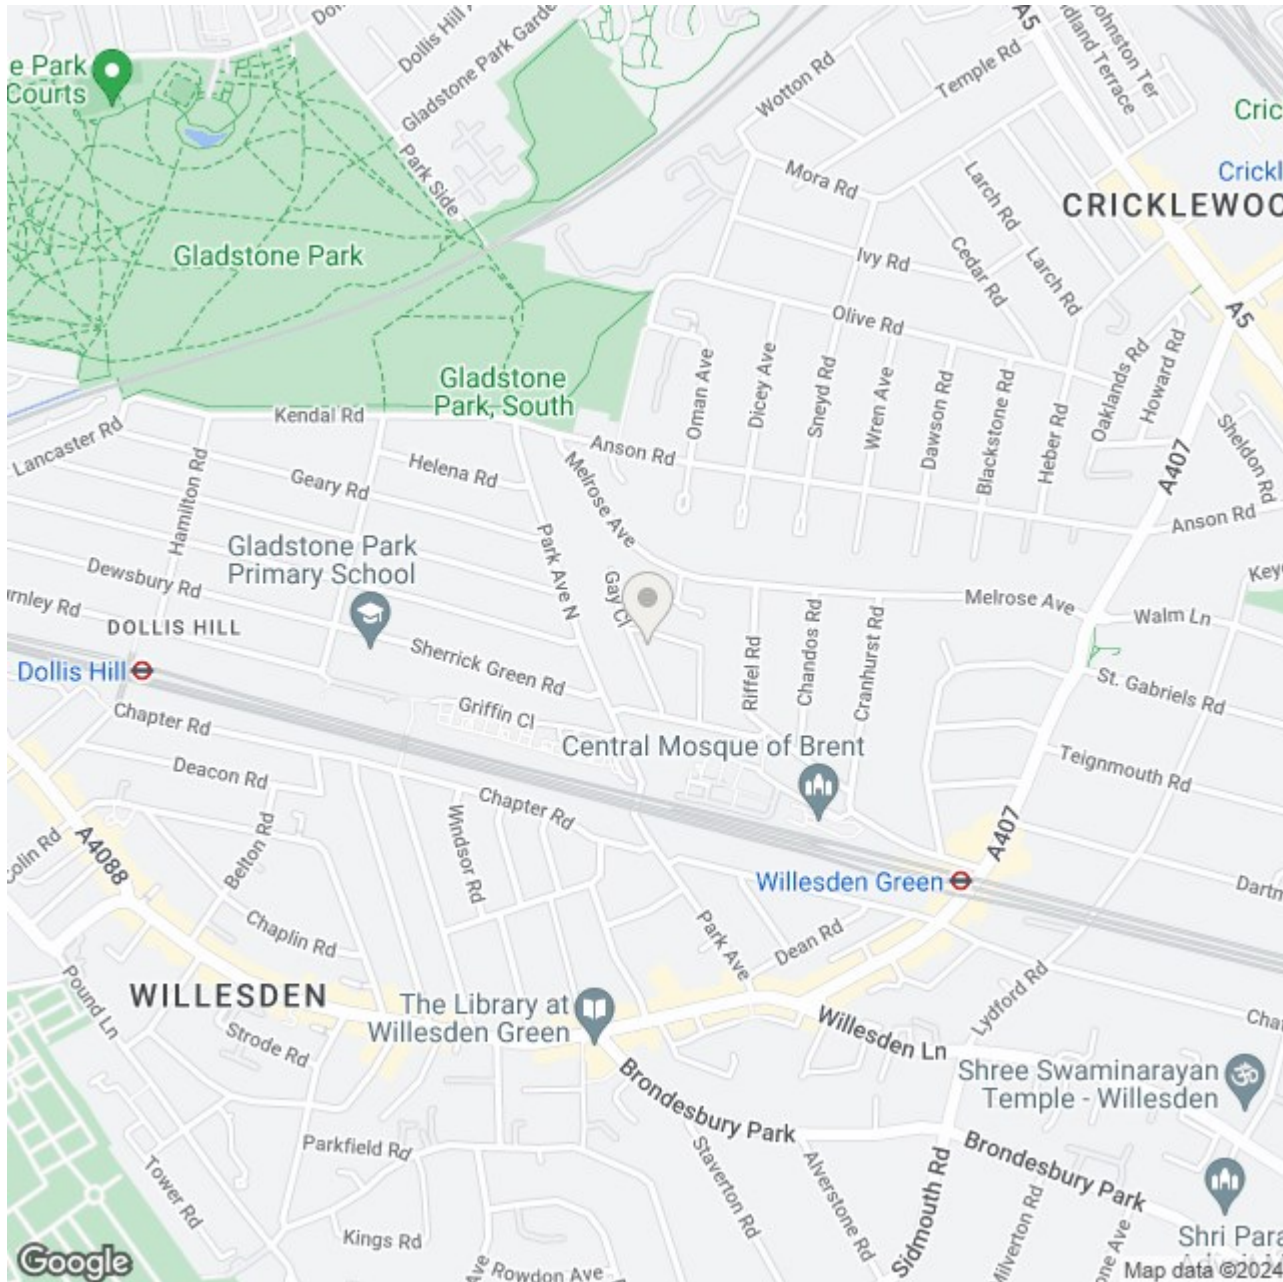 Dollis Hill
Gladstone Park Gardens
A5
Johnston Ter
Temple Rd
Wotton Rd
e Park
Courts
Park Side
Mora Rd
Larch Rd
Cric
Crickl
CRICKLEWOO
Gladstone Park
Ivy Rd
Cedar Rd
Larch Rd
Olive Rd
A5
Gladstone
Park, South
Oman Ave
Dicey Ave
Sneyd Rd
Wren Ave
Dawson Rd
Blackstone Rd
Heber Rd
Oaklands Rd
Howard Rd
Kendal Rd
Lancaster Rd
Hamilton Rd
Geary Rd
Helena Rd
Anson Rd
Melrose Ave
A407
Sheldon Rd
Anson Rd
Gladstone Park
Primary School
Park Ave N
Gay Cl
Dewsbury Rd
urnley Rd
DOLLIS HILL
Riffel Rd
Chandos Rd
Cranhurst Rd
Melrose Ave
Walm Ln
Dollis Hill
Sherrick Green Rd
St. Gabriels Rd
Chapter Rd
Griffin Cl
Central Mosque of Brent
Teignmouth Rd
Deacon Rd
Chapter Rd
Windsor Rd
A4088
Colin Rd
Belton Rd
A407
Willesden Green
Dartm
Chaplin Rd
Park Ave
Dean Rd
Pound Ln
WILLESDEN
The Library at
Willesden Green
Lydford Rd
Strode Rd
Willesden Ln
Chat
Shree Swaminarayan
Temple - Willesden
Brondesbury Park
Parkfield Rd
Staverton Rd
Alverstone Rd
Sidmouth Rd
Brondesbury Park
Tower Rd
Kings Rd
Milverton Rd
Shri Para
Google
Rowdon Ave
Map data ©2024